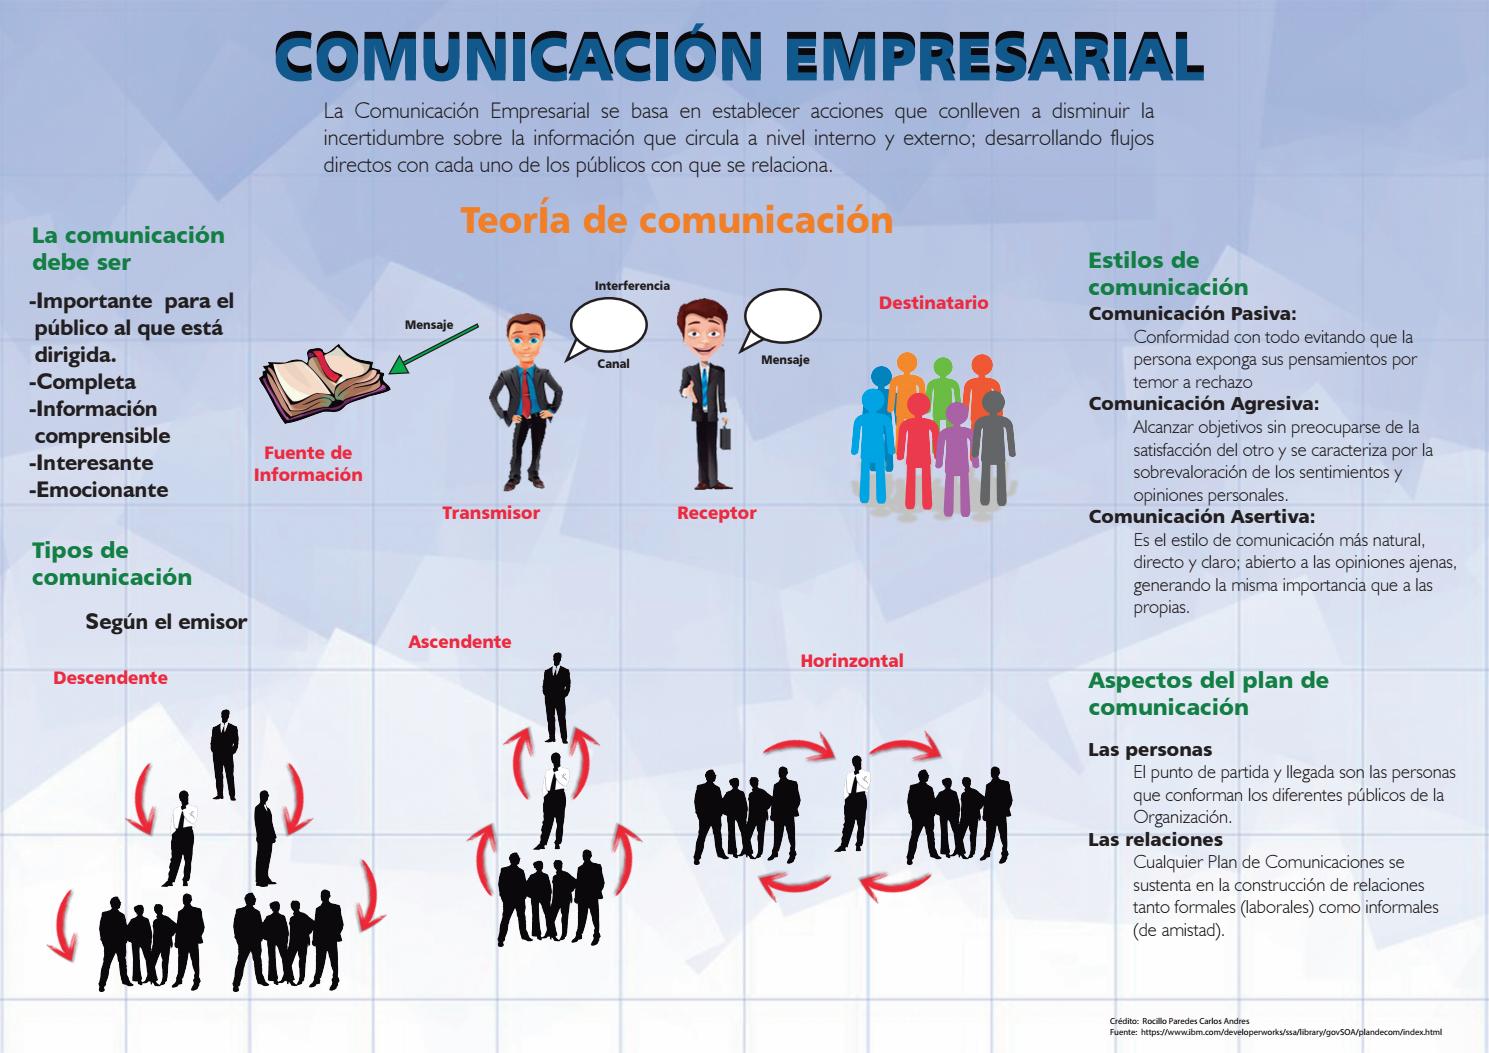 COMUNICACIÓN EMPRESARIAL
La Comunicación Empresarial se basa en establecer acciones que conlleven a disminuir la
incertidumbre sobre la información que circula a nivel interno y externo; desarrollando flujos
directos con cada uno de los públicos con que se relaciona.
TeorÍa de comunicación
La comunicación
debe ser
-Importante para el
público al que está
dirigida.
-Completa
-Información
comprensible
-Interesante
-Emocionante
Mensaje
Interferencia
Canal
Mensaje
Destinatario
Fuente de
Información
Transmisor
Receptor
Estilos de
comunicación
Comunicación Pasiva:
Conformidad con todo evitando que la
persona exponga sus pensamientos por
temor a rechazo
Comunicación Agresiva:
Alcanzar objetivos sin preocuparse de la
satisfacción del otro y se caracteriza por la
sobrevaloración de los sentimientos y
opiniones personales.
Comunicación Asertiva:
Es el estilo de comunicación más natural,
directo y claro; abierto a las opiniones ajenas,
generando la misma importancia que a las
propias.
Tipos de
comunicación
Según el emisor
Descendente
Ascendente
Horinzontal
Aspectos del plan de
comunicación
Las personas
El punto de partida y llegada son las personas
que conforman los diferentes públicos de la
Organización.
Las relaciones
Cualquier Plan de Comunicaciones se
sustenta en la construcción de relaciones
tanto formales (laborales) como informales
(de amistad).
Crédito: Rocillo Paredes Carlos Andres
Fuente: https://www.ibm.com/developerworks/ssa/library/govSOA/plandecom/index.html